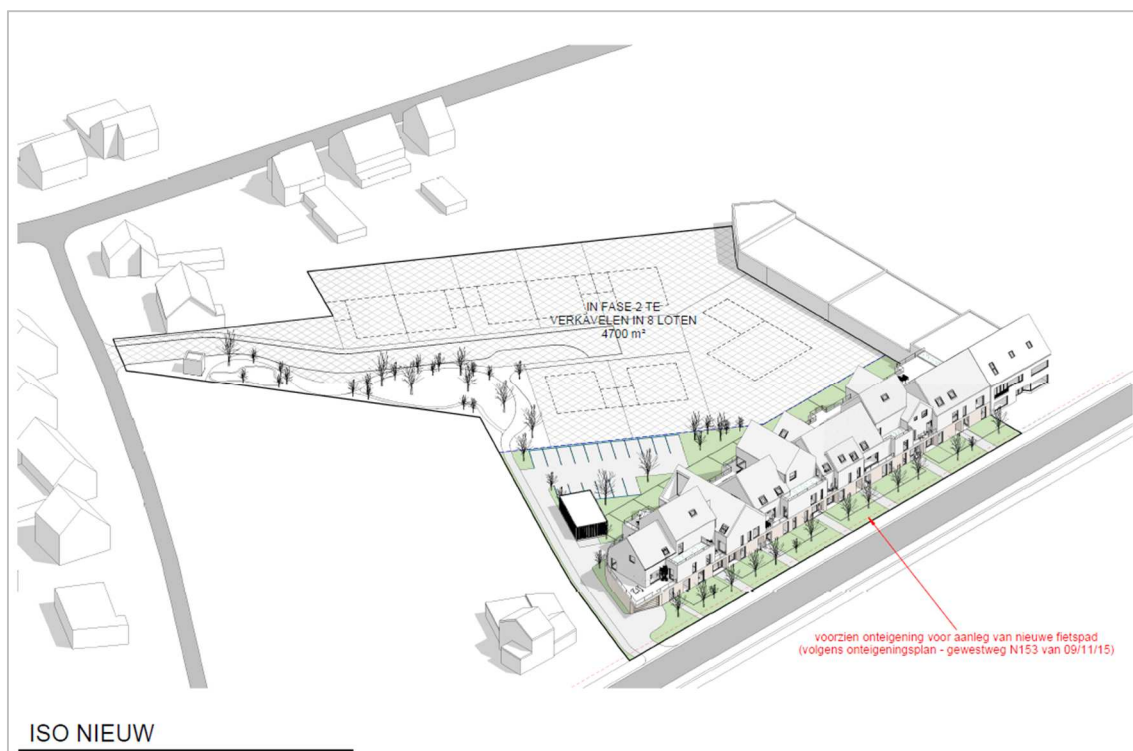 IN FASE 2 TE
VERKAVELEN IN 8 LOTEN
4700 m²
voorzien onteigening voor aanleg van nieuwe fietspad
(volgens onteigeningsplan - gewestweg N153 van 09/11/15)
ISO NIEUW